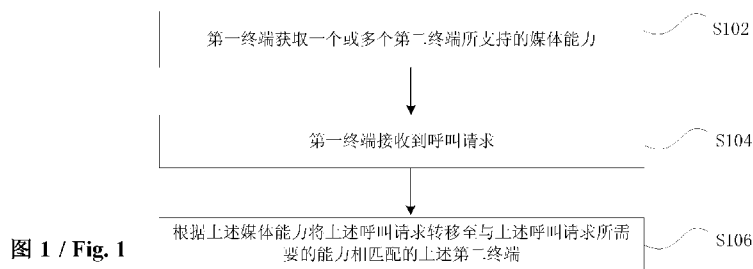 第一终端获取一个或多个第二终端所支持的媒体能力
S102
第一终端接收到呼叫请求
S104
根据上述媒体能力将上述呼叫请求转移至与上述呼叫请求所需
要的能力相匹配的上述第二终端
S106
图 1 / Fig. 1